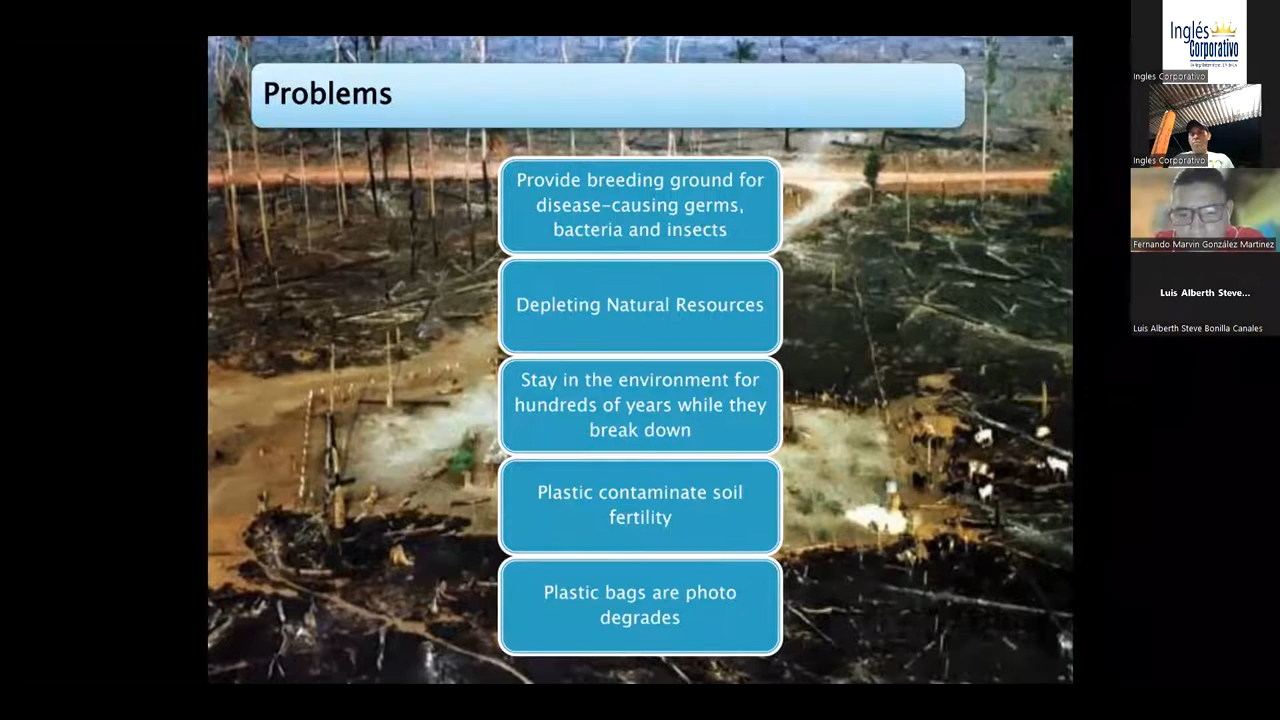 Problems
Provide breeding ground for
disease-causing germs,
bacteria and insects
Depleting Natural Resources
Stay in the environment for
hundreds of years while they
break down
Plastic contaminate soil
fertility
Plastic bags are photo
degrades
Inglés
Corporativo
Ingles Corporativo
Ingles Corporativo
Fernando Marvin González Martinez
Luis Alberth Steve...
Luis Alberth Steve Bonilla Canales